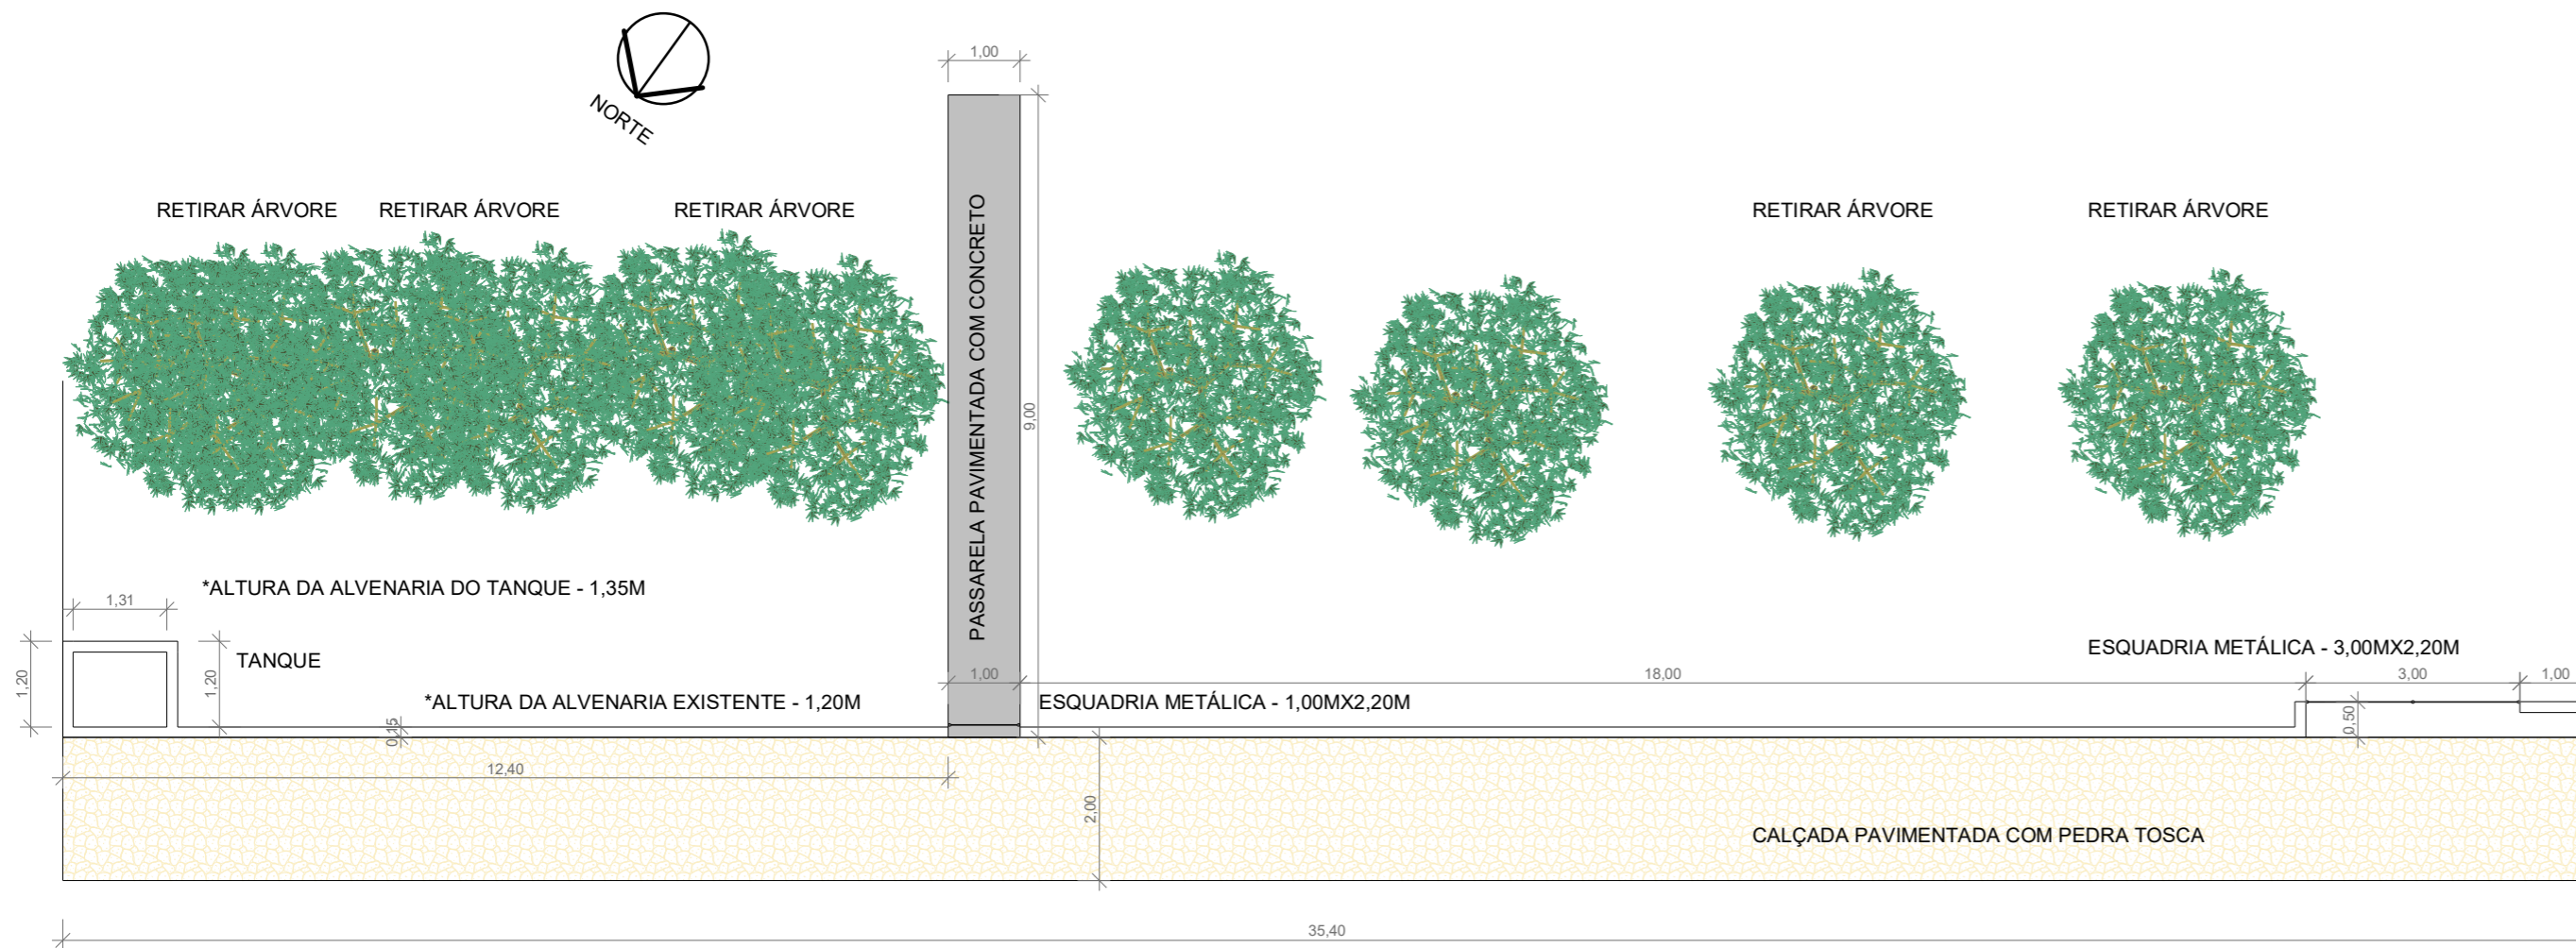 1,00
NORTE
RETIRAR ÁRVORE
RETIRAR ÁRVORE
RETIRAR ÁRVORE
RETIRAR ÁRVORE
RETIRAR ÁRVORE
PASSARELA PAVIMENTADA COM CONCRETO
9,00
*ALTURA DA ALVENARIA DO TANQUE - 1,35M
1,31
1,20
1,20
TANQUE
ESQUADRIA METÁLICA - 3,00MX2,20M
1,00
18,00
3,00
1,00
*ALTURA DA ALVENARIA EXISTENTE - 1,20M
ESQUADRIA METÁLICA - 1,00MX2,20M
0,15
0,50
12,40
2,00
CALÇADA PAVIMENTADA COM PEDRA TOSCA
35,40